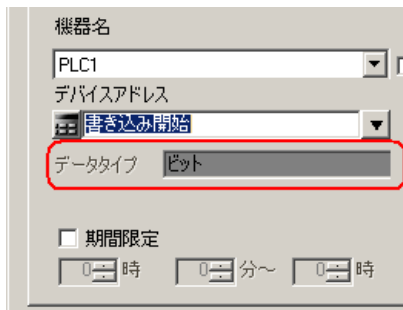 機器名
PLC1
デバイスアドレス
書き込み開始
データタイプ ビット
期間限定
0 時 0 分～ 0 時